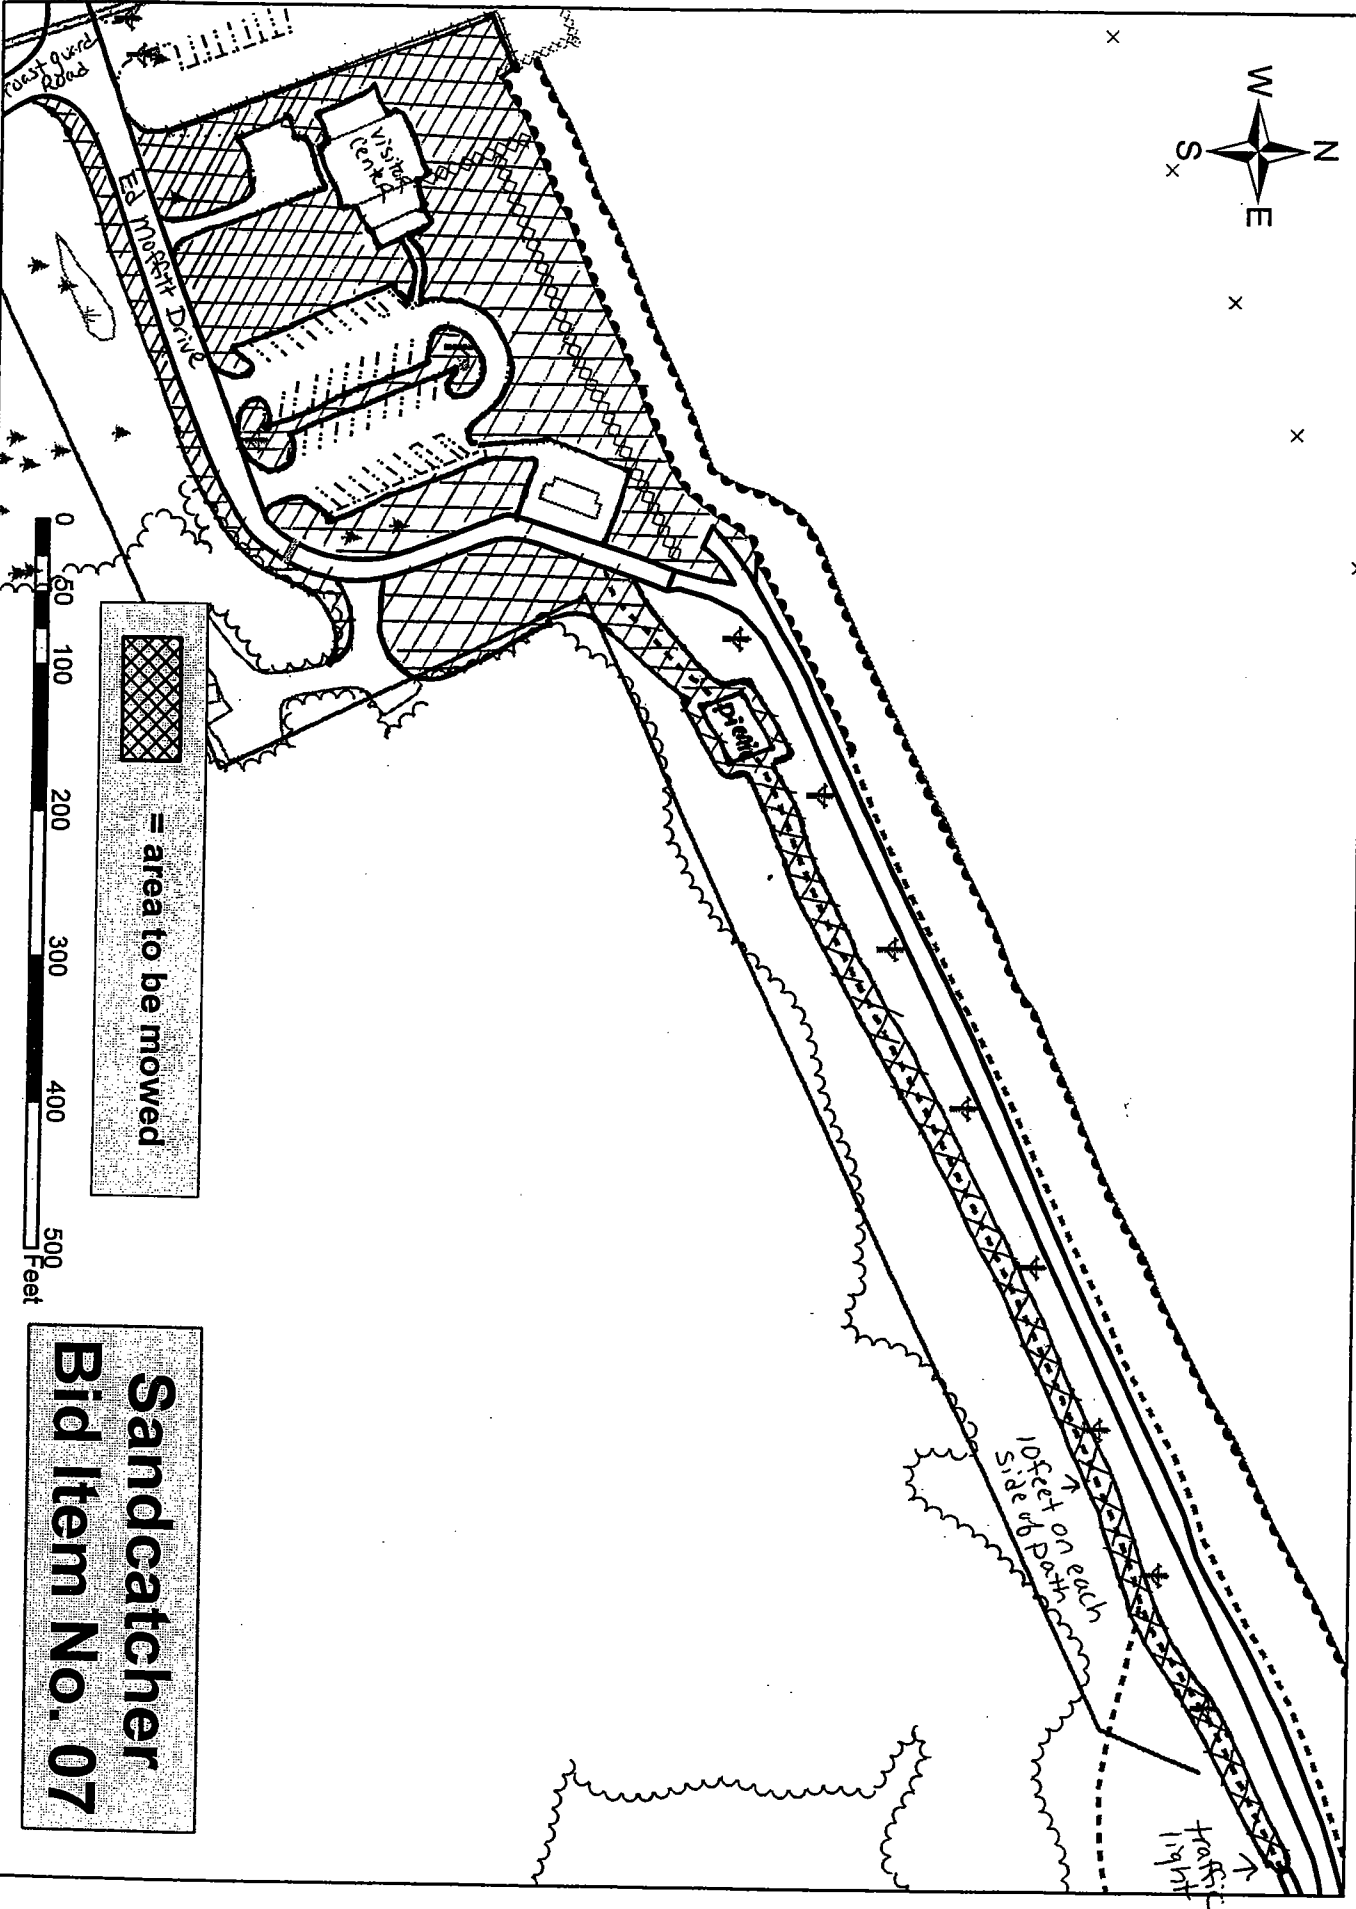 N
W
E
S
Coast guard
Road
Ed Moffitt Drive
visitor
center
picnic
10 feet on each
side of path
traffic
light
= area to be mowed
0 50 100 200 300 400 500
Feet
Sandcatcher
Bid Item No. 07